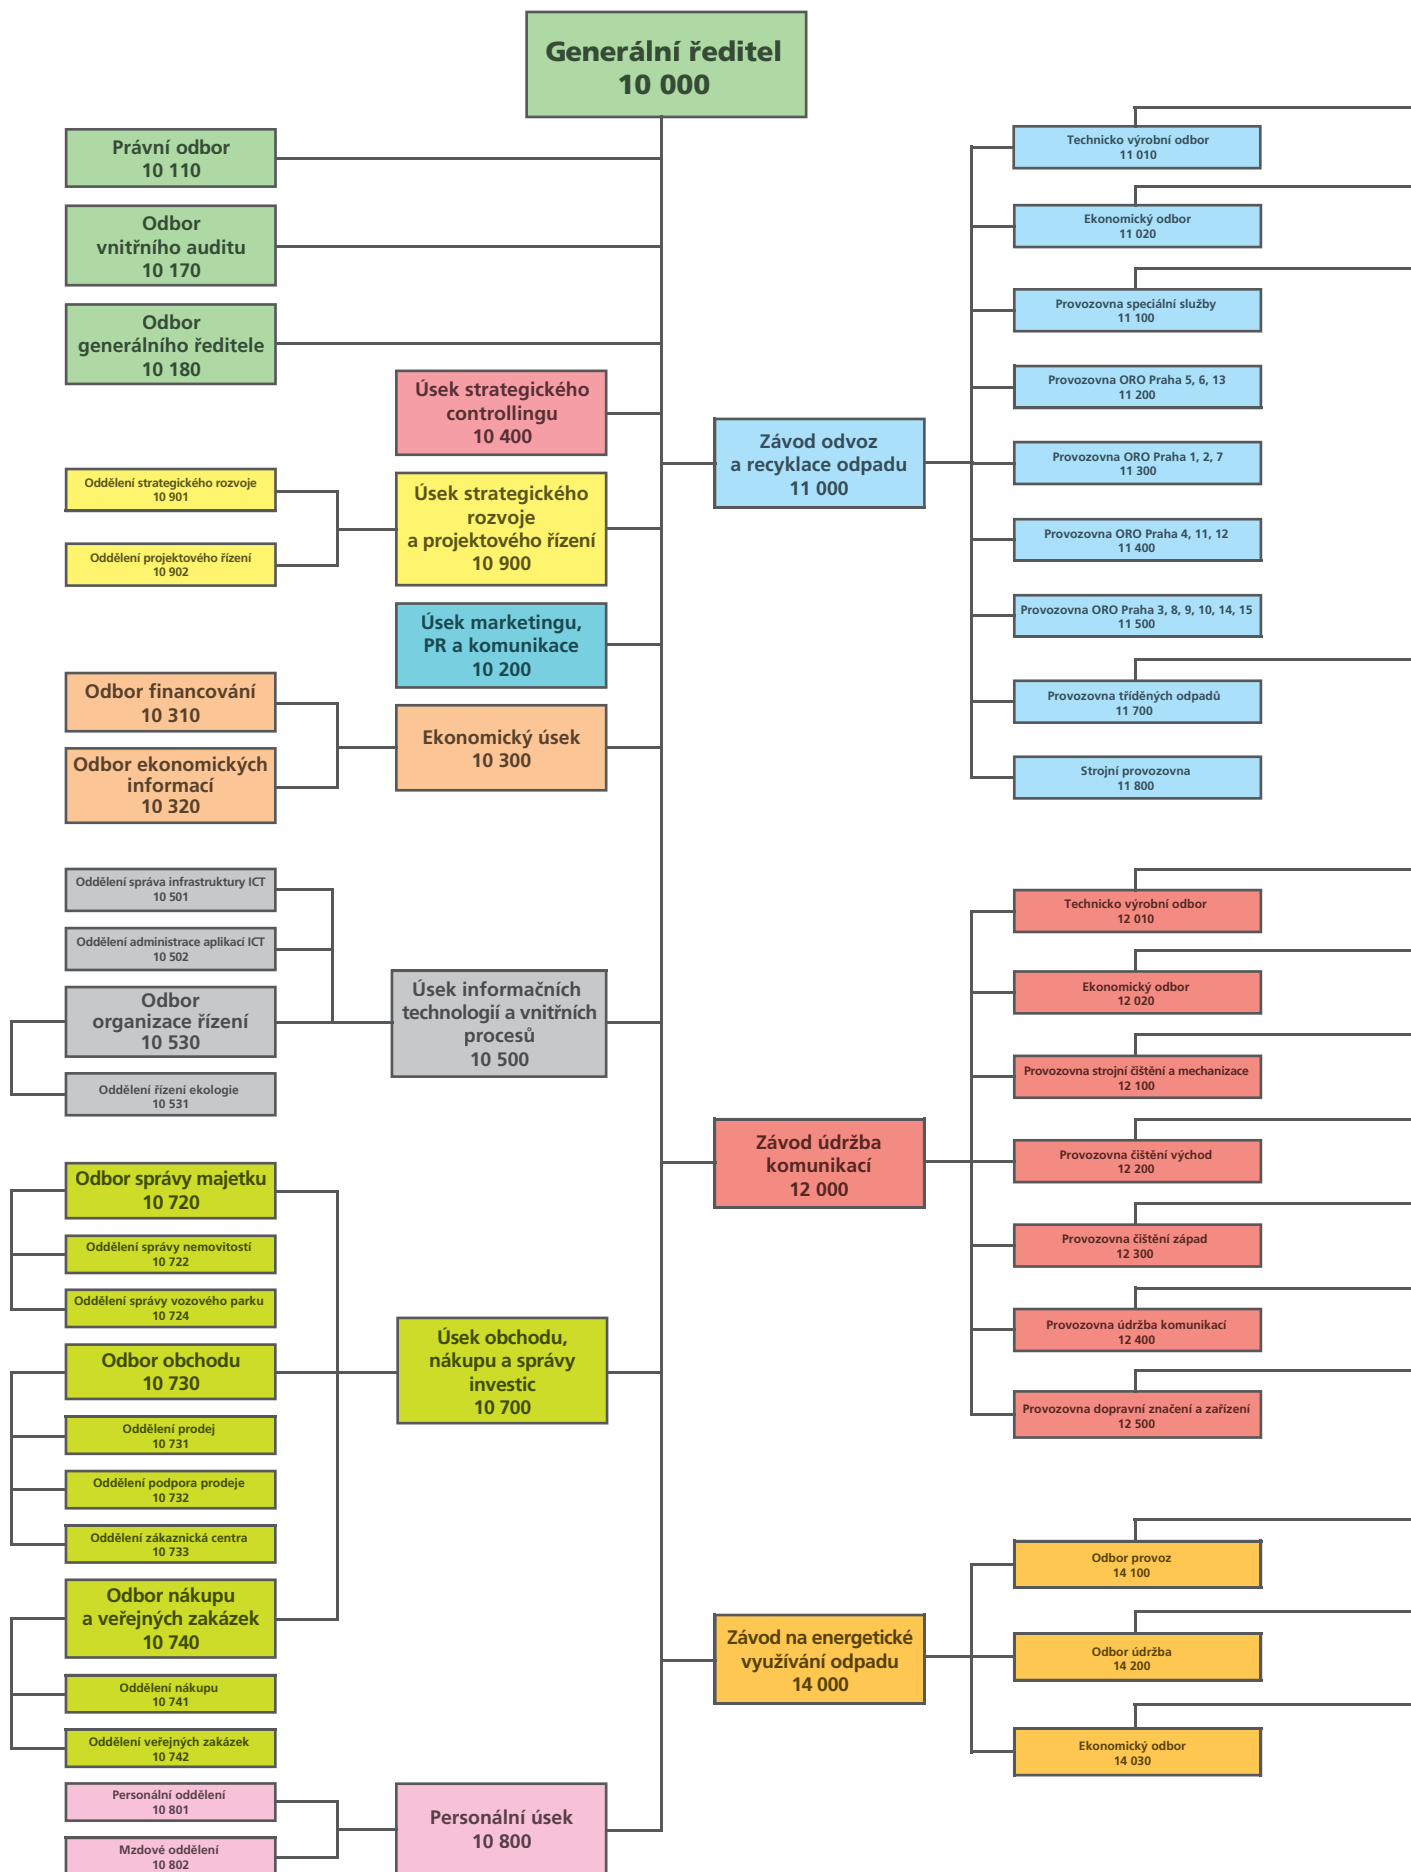 Generální ředitel
10 000
Právní odbor
10 110
Odbor
vnitřního auditu
10 170
Odbor
generálního ředitele
10 180
Úsek strategického
controllingu
10 400
Oddělení strategického rozvoje
10 901
Oddělení projektového řízení
10 902
Úsek strategického
rozvoje
a projektového řízení
10 900
Úsek marketingu,
PR a komunikace
10 200
Odbor financování
10 310
Odbor ekonomických
informací
10 320
Ekonomický úsek
10 300
Oddělení správa infrastruktury ICT
10 501
Oddělení administrace aplikací ICT
10 502
Odbor
organizace řízení
10 530
Oddělení řízení ekologie
10 531
Úsek informačních
technologií a vnitřních
procesů
10 500
Odbor správy majetku
10 720
Oddělení správy nemovitostí
10 722
Oddělení správy vozového parku
10 724
Odbor obchodu
10 730
Oddělení prodej
10 731
Oddělení podpora prodeje
10 732
Oddělení zákaznická centra
10 733
Odbor nákupu
a veřejných zakázek
10 740
Oddělení nákupu
10 741
Oddělení veřejných zakázek
10 742
Úsek obchodu,
nákupu a správy
investic
10 700
Personální oddělení
10 801
Mzdové oddělení
10 802
Personální úsek
10 800
Závod odvoz
a recyklace odpadu
11 000
Technicko výrobní odbor
11 010
Ekonomický odbor
11 020
Provozovna speciální služby
11 100
Provozovna ORO Praha 5, 6, 13
11 200
Provozovna ORO Praha 1, 2, 7
11 300
Provozovna ORO Praha 4, 11, 12
11 400
Provozovna ORO Praha 3, 8, 9, 10, 14, 15
11 500
Provozovna tříděných odpadů
11 700
Strojní provozovna
11 800
Závod údržba
komunikací
12 000
Technicko výrobní odbor
12 010
Ekonomický odbor
12 020
Provozovna strojní čištění a mechanizace
12 100
Provozovna čištění východ
12 200
Provozovna čištění západ
12 300
Provozovna údržba komunikací
12 400
Provozovna dopravní značení a zařízení
12 500
Závod na energetické
využívání odpadu
14 000
Odbor provoz
14 100
Odbor údržba
14 200
Ekonomický odbor
14 030